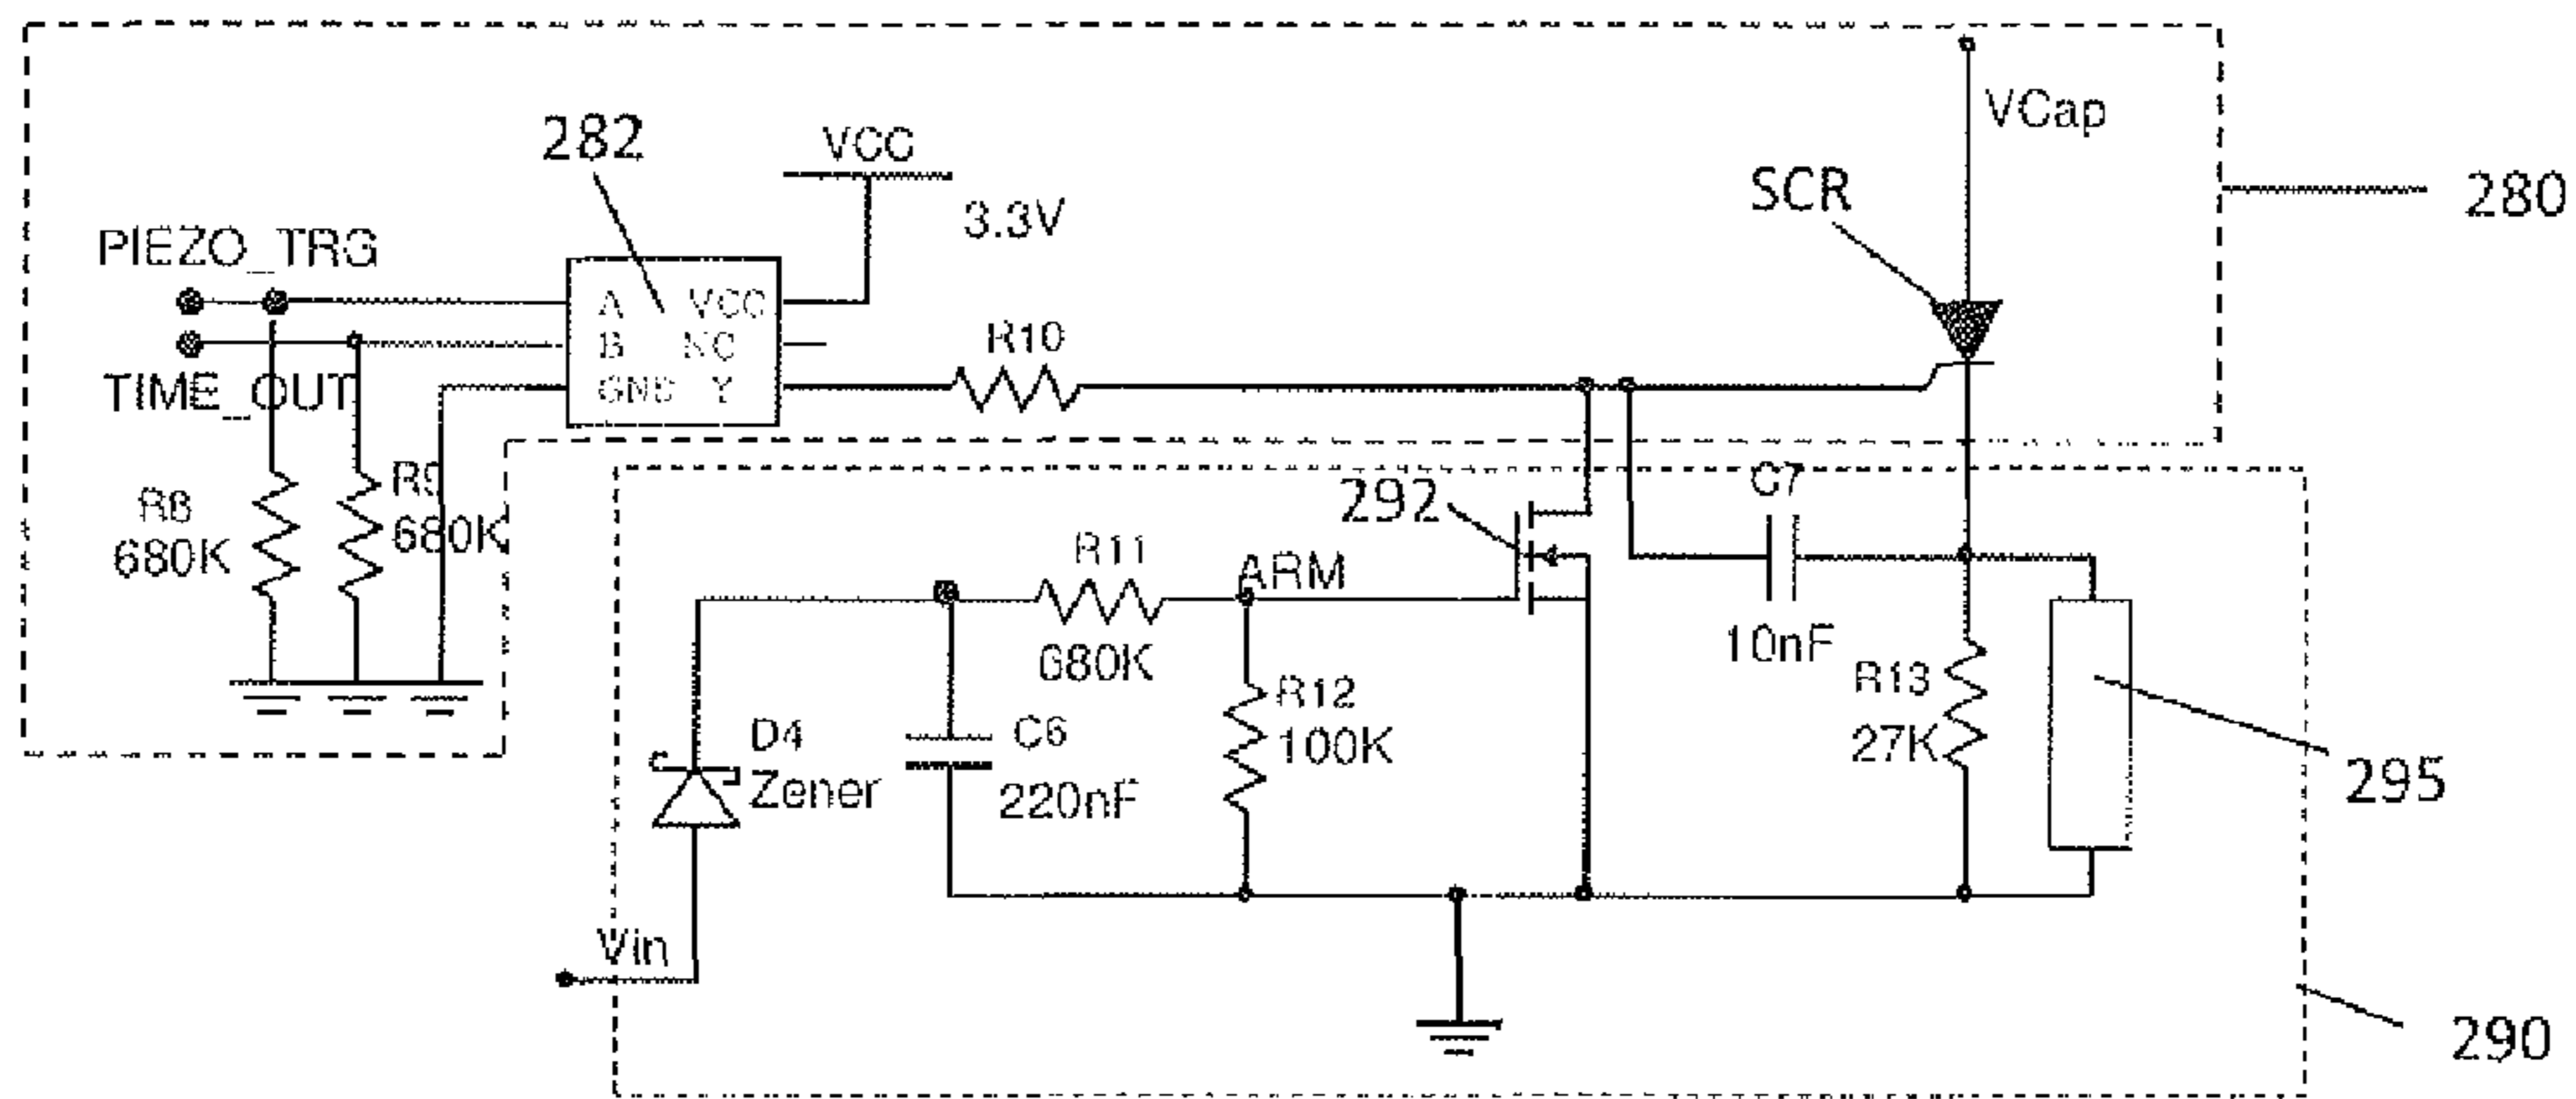 VCap
282
VCC
SCR
280
3.3V
PIEZO_TRG
A VCC
B NC
GND Y
R10
TIME_OUT
R8
680K
R9
680K
292
C7
10nF
R11
680K
ARM
R12
100K
R13
27K
D4
Zener
C6
220nF
295
Vin
290